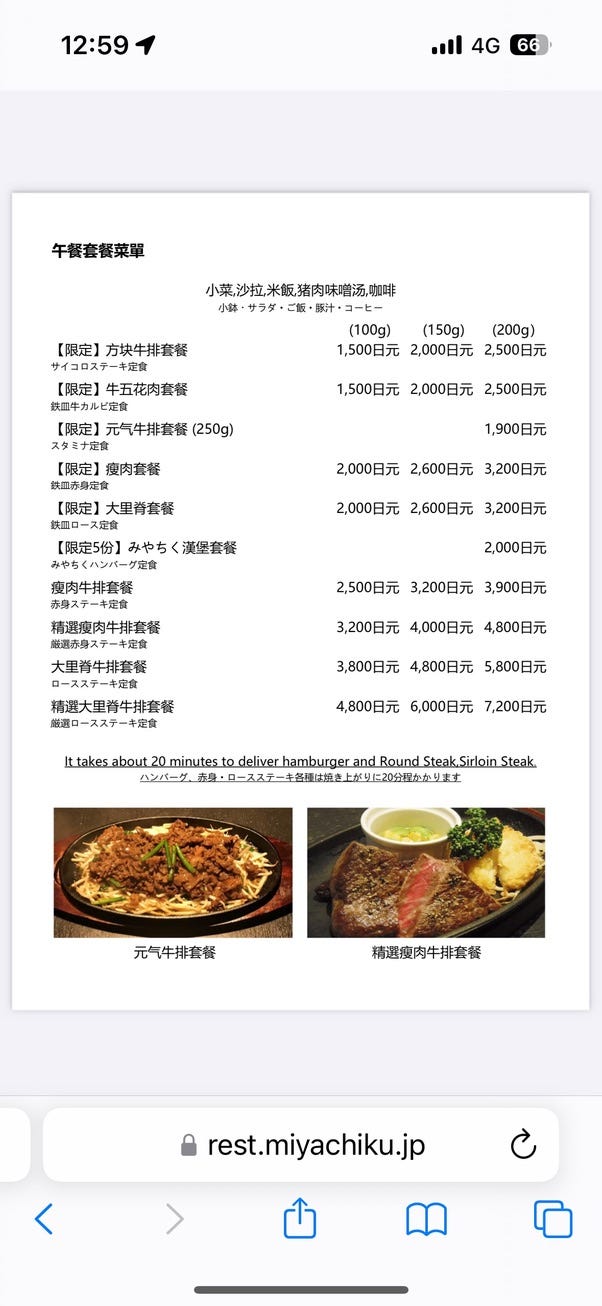 12:59
4G
66
午餐套餐菜單
小菜,沙拉,米飯,猪肉味噌汤,咖啡
小鉢・サラダ・ご飯・豚汁・コーヒー
(100g) (150g) (200g)
【限定】方块牛排套餐 1,500日元 2,000日元 2,500日元
サイコロステーキ定食
【限定】牛五花肉套餐 1,500日元 2,000日元 2,500日元
鉄皿牛カルビ定食
【限定】元气牛排套餐 (250g) 1,900日元
スタミナ定食
【限定】瘦肉套餐 2,000日元 2,600日元 3,200日元
鉄皿赤身定食
【限定】大里脊套餐 2,000日元 2,600日元 3,200日元
鉄皿ロース定食
【限定5份】みやちく漢堡套餐 2,000日元
みやちくハンバーグ定食
瘦肉牛排套餐 2,500日元 3,200日元 3,900日元
赤身ステーキ定食
精選瘦肉牛排套餐 3,200日元 4,000日元 4,800日元
厳選赤身ステーキ定食
大里脊牛排套餐 3,800日元 4,800日元 5,800日元
ロースステーキ定食
精選大里脊牛排套餐 4,800日元 6,000日元 7,200日元
厳選ロースステーキ定食
It takes about 20 minutes to deliver hamburger and Round Steak,Sirloin Steak.
ハンバーグ、赤身・ロースステーキ各種は焼き上がりに20分程かかります
元气牛排套餐
精選瘦肉牛排套餐
rest.miyachiku.jp